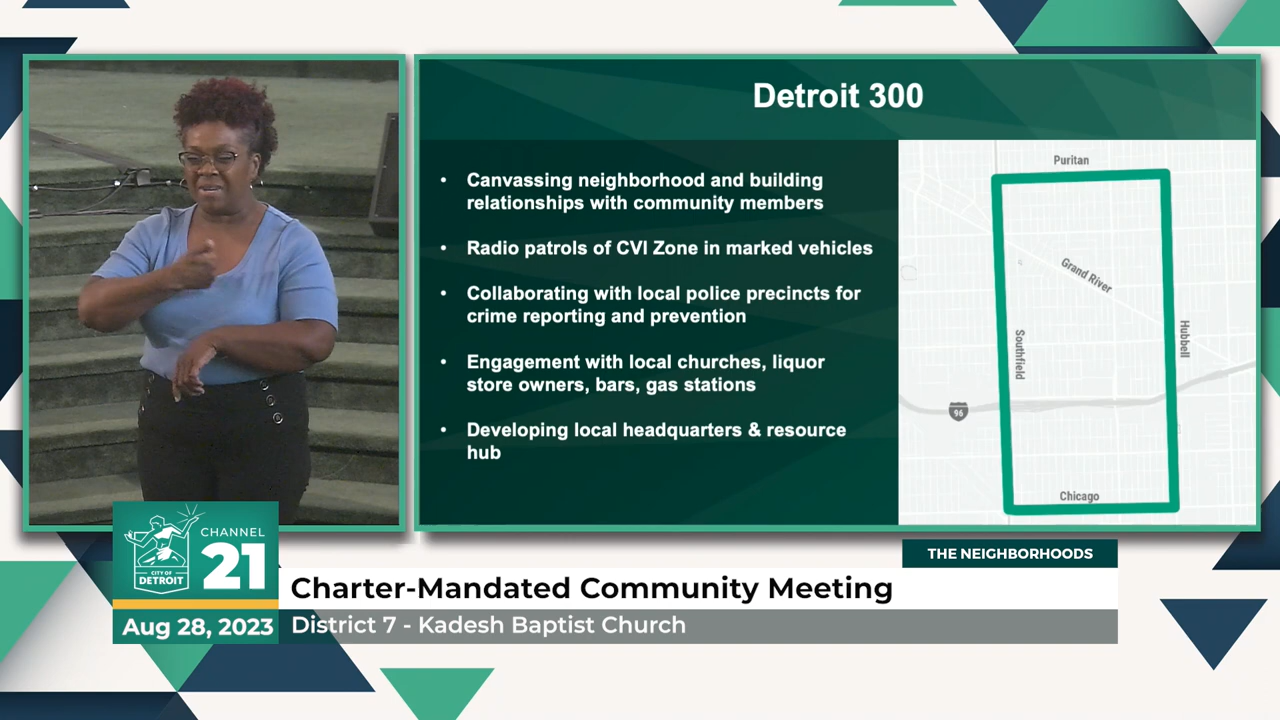 Detroit 300
• Canvassing neighborhood and building
relationships with community members
• Radio patrols of CVI Zone in marked vehicles
• Collaborating with local police precincts for
crime reporting and prevention
• Engagement with local churches, liquor
store owners, bars, gas stations
• Developing local headquarters & resource
hub
Puritan
Grand River
Southfield
Hubbell
96
Chicago
THE NEIGHBORHOODS
CHANNEL
21
CITY OF
DETROIT
Charter-Mandated Community Meeting
Aug 28, 2023
District 7 - Kadesh Baptist Church